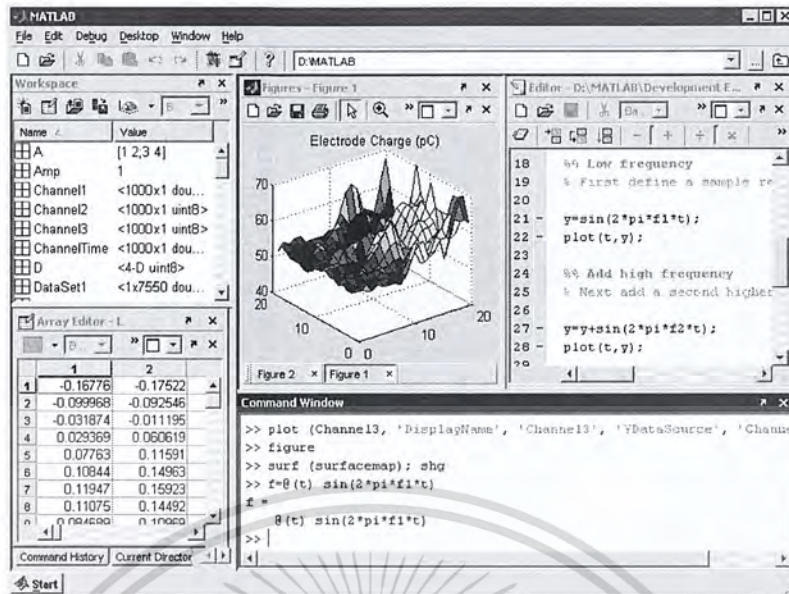 MATLAB
File Edit Debug Desktop Window Help
D:\MATLAB
Workspace
Name Value
A [1 2,3 4]
Amp 1
Channel1 <1000x1 dou...
Channel2 <1000x1 uint8>
Channel3 <1000x1 uint8>
ChannelTime <1000x1 dou...
D <4-D uint8>
DataSet1 <1x7550 dou...
Array Editor - L
1 2
1 -0.16776 -0.17522
2 -0.099968 -0.092546
3 -0.031874 -0.011195
4 0.029369 0.060619
5 0.07763 0.11591
6 0.10844 0.14963
7 0.11947 0.15923
8 0.11075 0.14492
Command History Current Director
Start
Figures - Figure 1
Electrode Charge (pC)
70
60
50
40
20
10
0
0
10
20
Figure 2 Figure 1
Editor - D:\MATLAB\Development E...
18 %% Low frequency
19 % First define a sample re
20
21 - y=sin(2*pi*f1*t);
22 - plot(t,y);
23
24 %% Add high frequency
25 % Next add a second higher
26
27 - y=y+sin(2*pi*f2*t);
28 - plot(t,y);
29
Command Window
>> plot (Channel3, 'DisplayName', 'Channel3', 'YDataSource', 'Channe
>> figure
>> surf (surfacemap); shg
>> f=@(t) sin(2*pi*f1*t)
f =
@(t) sin(2*pi*f1*t)
>>